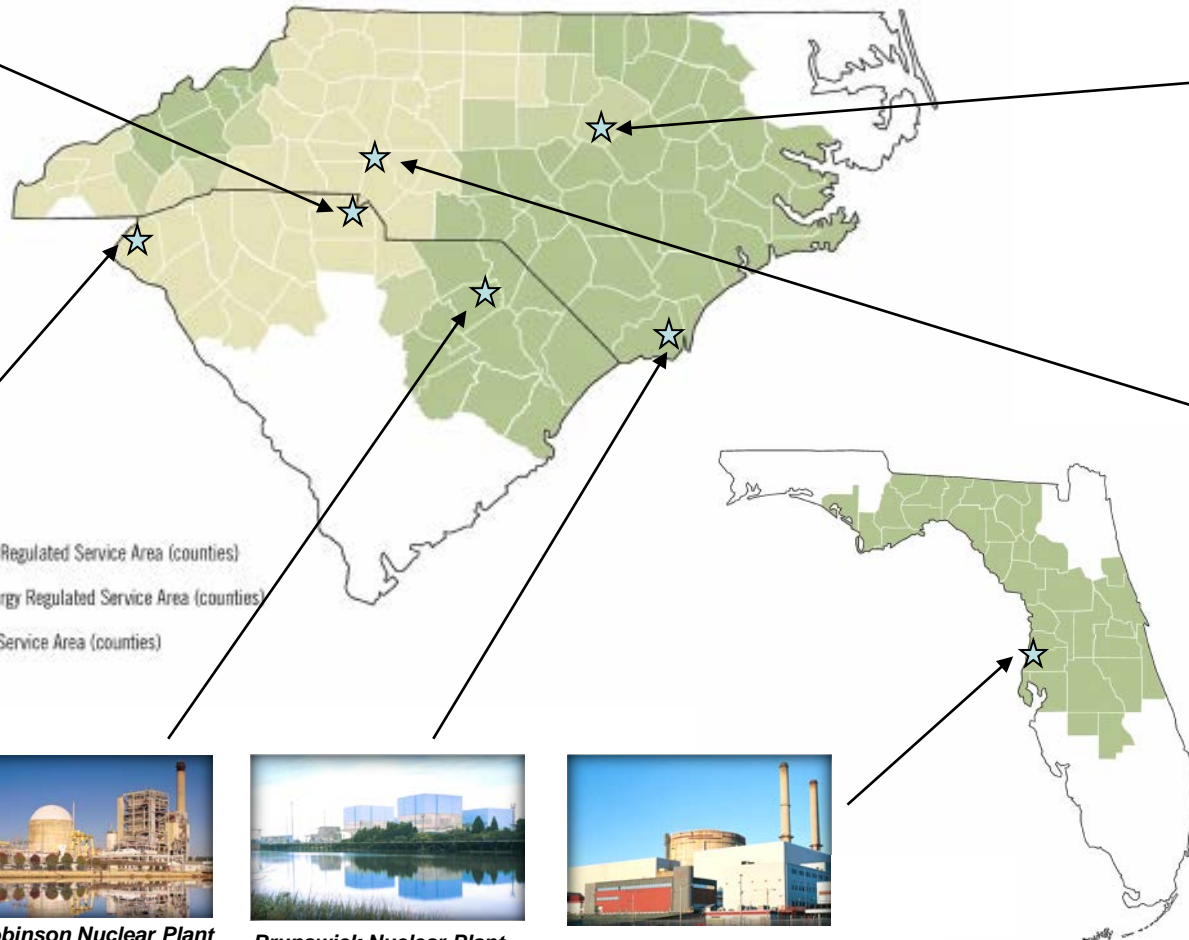 Regulated Service Area (counties)
rgy Regulated Service Area (counties)
Service Area (counties)
obinson Nuclear Plant
Brunswick Nuclear Plant